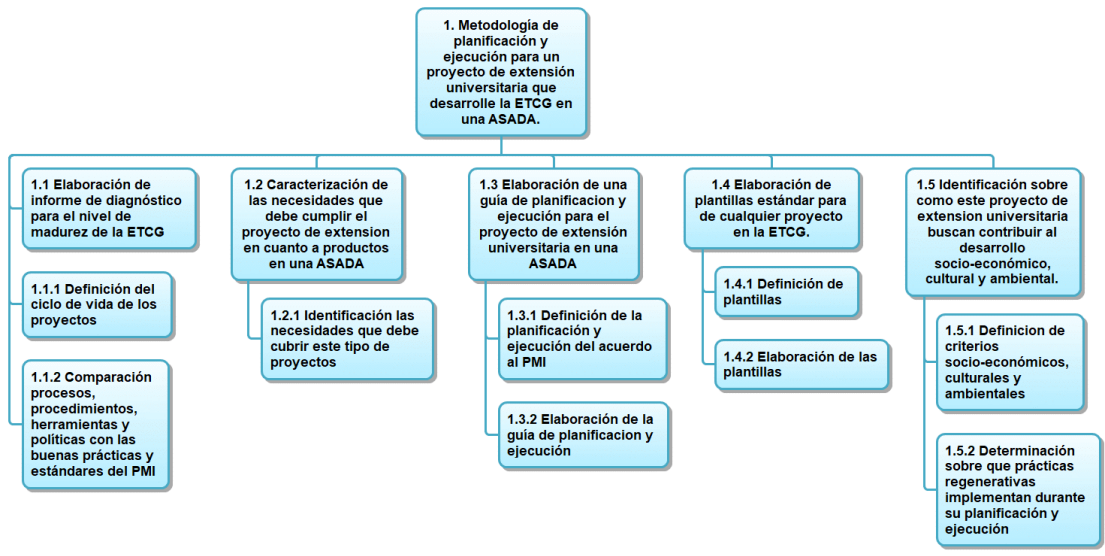 1. Metodología de
planificación y
ejecución para un
proyecto de extensión
universitaria que
desarrolle la ETCG en
una ASADA.
1.1 Elaboración de
informe de diagnóstico
para el nivel de
madurez de la ETCG
1.1.1 Definición del
ciclo de vida de los
proyectos
1.1.2 Comparación
procesos,
procedimientos,
herramientas y
políticas con las
buenas prácticas y
estándares del PMI
1.2 Caracterización de
las necesidades que
debe cumplir el
proyecto de extension
en cuanto a productos
en una ASADA
1.2.1 Identificación las
necesidades que debe
cubrir este tipo de
proyectos
1.3 Elaboración de una
guía de planificacion y
ejecución para el
proyecto de extensión
universitaria en una
ASADA
1.3.1 Definición de la
planificación y
ejecución del acuerdo
al PMI
1.3.2 Elaboración de la
guía de planificacion y
ejecución
1.4 Elaboración de
plantillas estándar para
de cualquier proyecto
en la ETCG.
1.4.1 Definición de
plantillas
1.4.2 Elaboración de las
plantillas
1.5 Identificación sobre
como este proyecto de
extension universitaria
buscan contribuir al
desarrollo
socio-económico,
cultural y ambiental.
1.5.1 Definicion de
criterios
socio-económicos,
culturales y
ambientales
1.5.2 Determinación
sobre que prácticas
regenerativas
implementan durante
su planificación y
ejecución